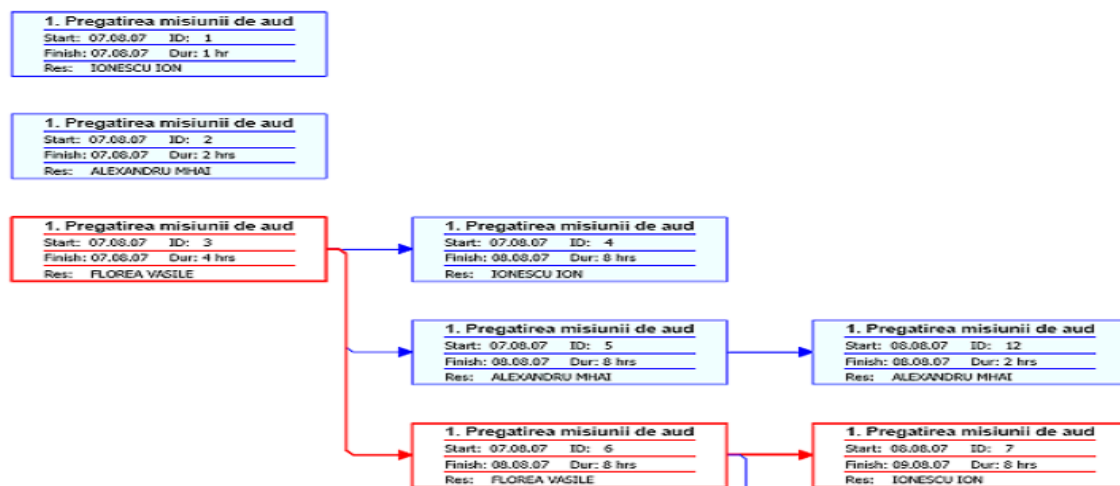 1. Pregatirea misiunii de aud
Start: 07.08.07 ID: 1
Finish: 07.08.07 Dur: 1 hr
Res: IONESCU ION
1. Pregatirea misiunii de aud
Start: 07.08.07 ID: 2
Finish: 07.08.07 Dur: 2 hrs
Res: ALEXANDRU MHAI
1. Pregatirea misiunii de aud
Start: 07.08.07 ID: 3
Finish: 07.08.07 Dur: 4 hrs
Res: FLOREA VASILE
1. Pregatirea misiunii de aud
Start: 07.08.07 ID: 4
Finish: 08.08.07 Dur: 8 hrs
Res: IONESCU ION
1. Pregatirea misiunii de aud
Start: 07.08.07 ID: 5
Finish: 08.08.07 Dur: 8 hrs
Res: ALEXANDRU MHAI
1. Pregatirea misiunii de aud
Start: 08.08.07 ID: 12
Finish: 08.08.07 Dur: 2 hrs
Res: ALEXANDRU MHAI
1. Pregatirea misiunii de aud
Start: 07.08.07 ID: 6
Finish: 08.08.07 Dur: 8 hrs
Res: FLOREA VASILE
1. Pregatirea misiunii de aud
Start: 08.08.07 ID: 7
Finish: 09.08.07 Dur: 8 hrs
Res: IONESCU ION